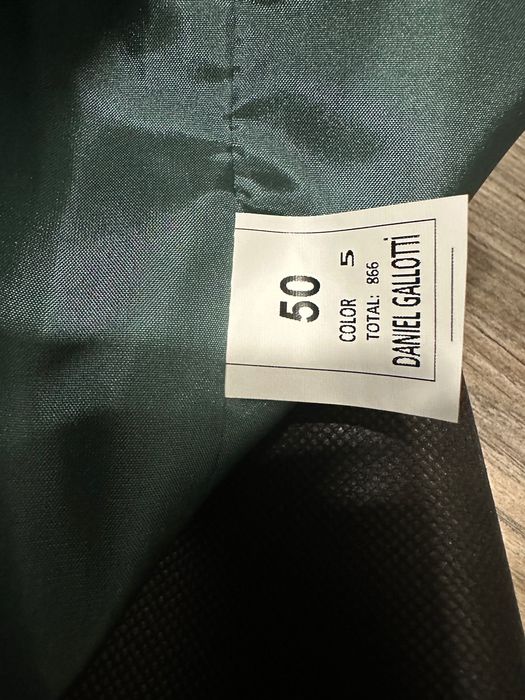 50
COLOR 5
TOTAL: 866
DANIEL GALLOTTİ